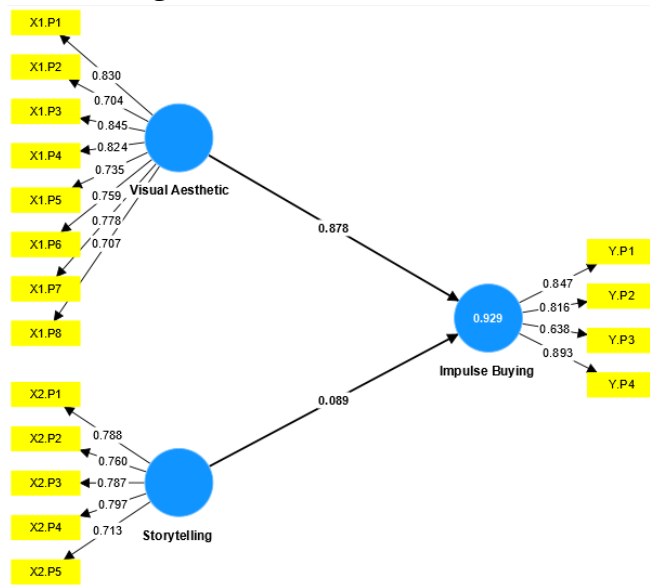 X1.P1
0.830
X1.P2
0.704
X1.P3
0.845
X1.P4
0.824
X1.P5
0.735
Visual Aesthetic
0.759
X1.P6
0.778
0.707
X1.P7
X1.P8
0.878
Y.P1
0.847
Y.P2
0.816
0.929
0.638
Y.P3
0.893
Impulse Buying
Y.P4
X2.P1
0.089
0.788
X2.P2
0.760
X2.P3
0.787
X2.P4
0.797
0.713
Storytelling
X2.P5